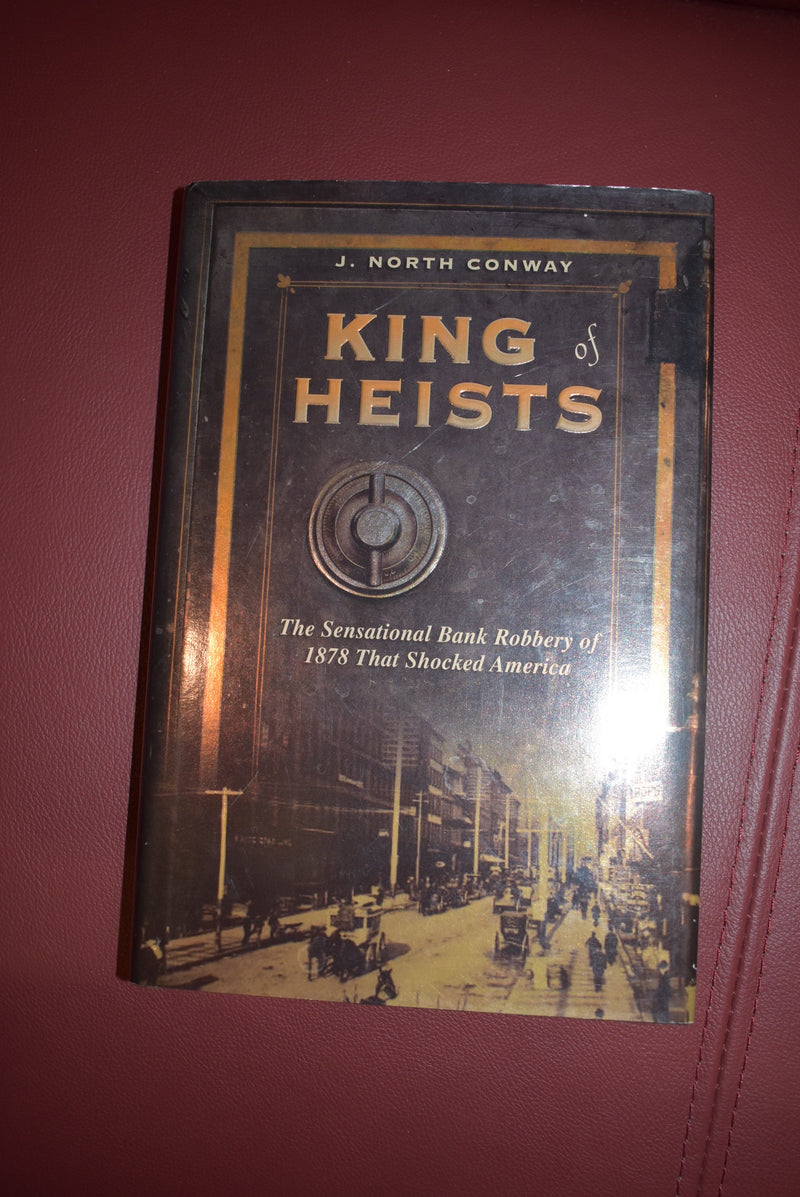 J. NORTH CONWAY
KING of
HEISTS
The Sensational Bank Robbery of
1878 That Shocked America